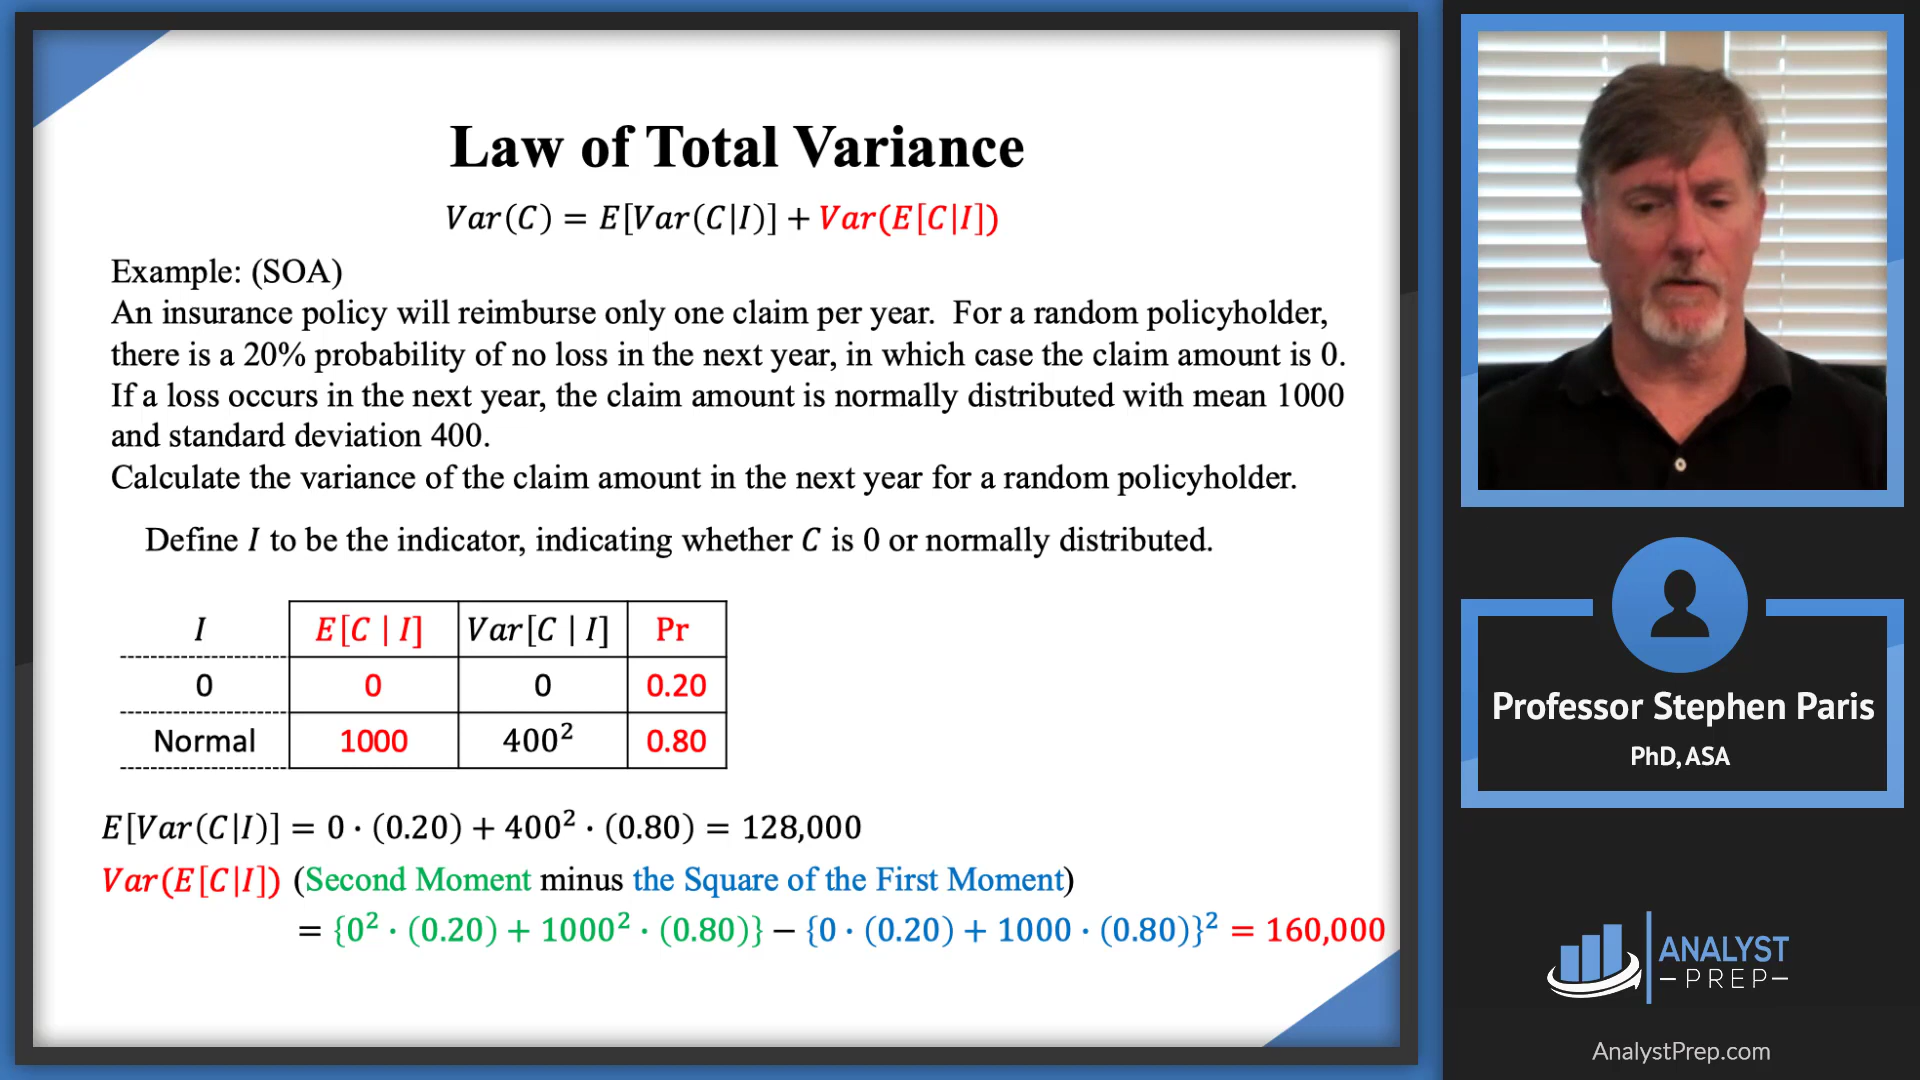 Law of Total Variance
Var(C) = E[Var(C|I)] + Var(E[C|I])
Example: (SOA)
An insurance policy will reimburse only one claim per year. For a random policyholder,
there is a 20% probability of no loss in the next year, in which case the claim amount is 0.
If a loss occurs in the next year, the claim amount is normally distributed with mean 1000
and standard deviation 400.
Calculate the variance of the claim amount in the next year for a random policyholder.
Define I to be the indicator, indicating whether C is 0 or normally distributed.
I E[C | I] Var[C | I] Pr
0 0 0 0.20
Normal 1000 400² 0.80
E[Var(C|I)] = 0 · (0.20) + 400² · (0.80) = 128,000
Var(E[C|I]) (Second Moment minus the Square of the First Moment)
= {0² · (0.20) + 1000² · (0.80)} − {0 · (0.20) + 1000 · (0.80)}² = 160,000
Professor Stephen Paris
PhD, ASA
ANALYST
PREP
AnalystPrep.com